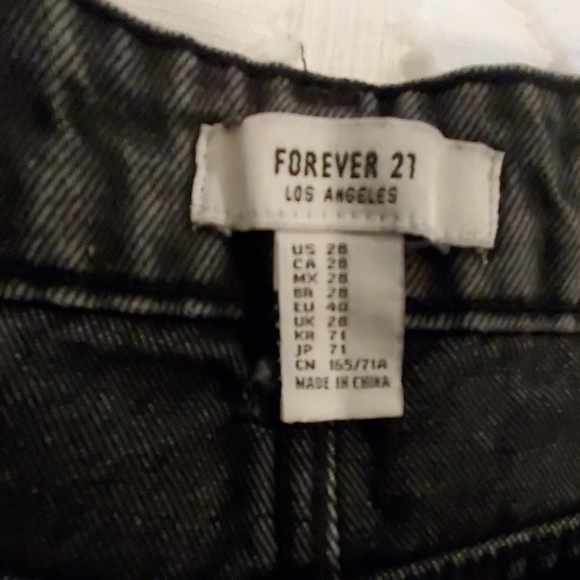 FOREVER 21
LOS ANGELES
US 28
CA 28
MX 28
BR 28
EU 40
UK 28
KR 71
JP 71
CN 165/71A
MADE IN CHINA